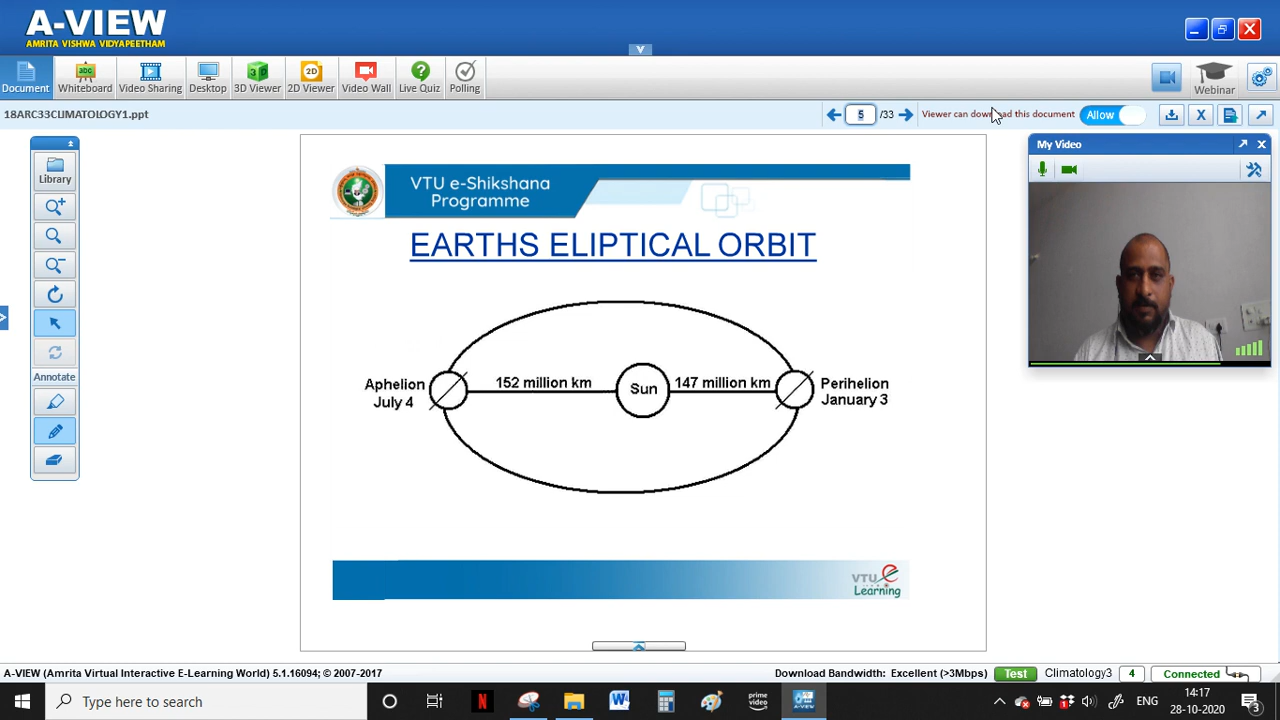 A-VIEW
AMRITA VISHWA VIDYAPEETHAM
Document
Whiteboard
Video Sharing
Desktop
3D Viewer
2D Viewer
Video Wall
Live Quiz
Polling
Webinar
18ARC33CLIMATOLOGY1.ppt
5 /33
Viewer can download this document
Allow
Library
Annotate
My Video
VTU e-Shikshana
Programme
EARTHS ELIPTICAL ORBIT
Aphelion
July 4
152 million km
Sun
147 million km
Perihelion
January 3
VTU e
Learning
A-VIEW (Amrita Virtual Interactive E-Learning World) 5.1.16094; © 2007-2017
Download Bandwidth: Excellent (>3Mbps)
Test
Climatology3
4
Connected
Type here to search
prime
video
ENG
14:17
28-10-2020
3